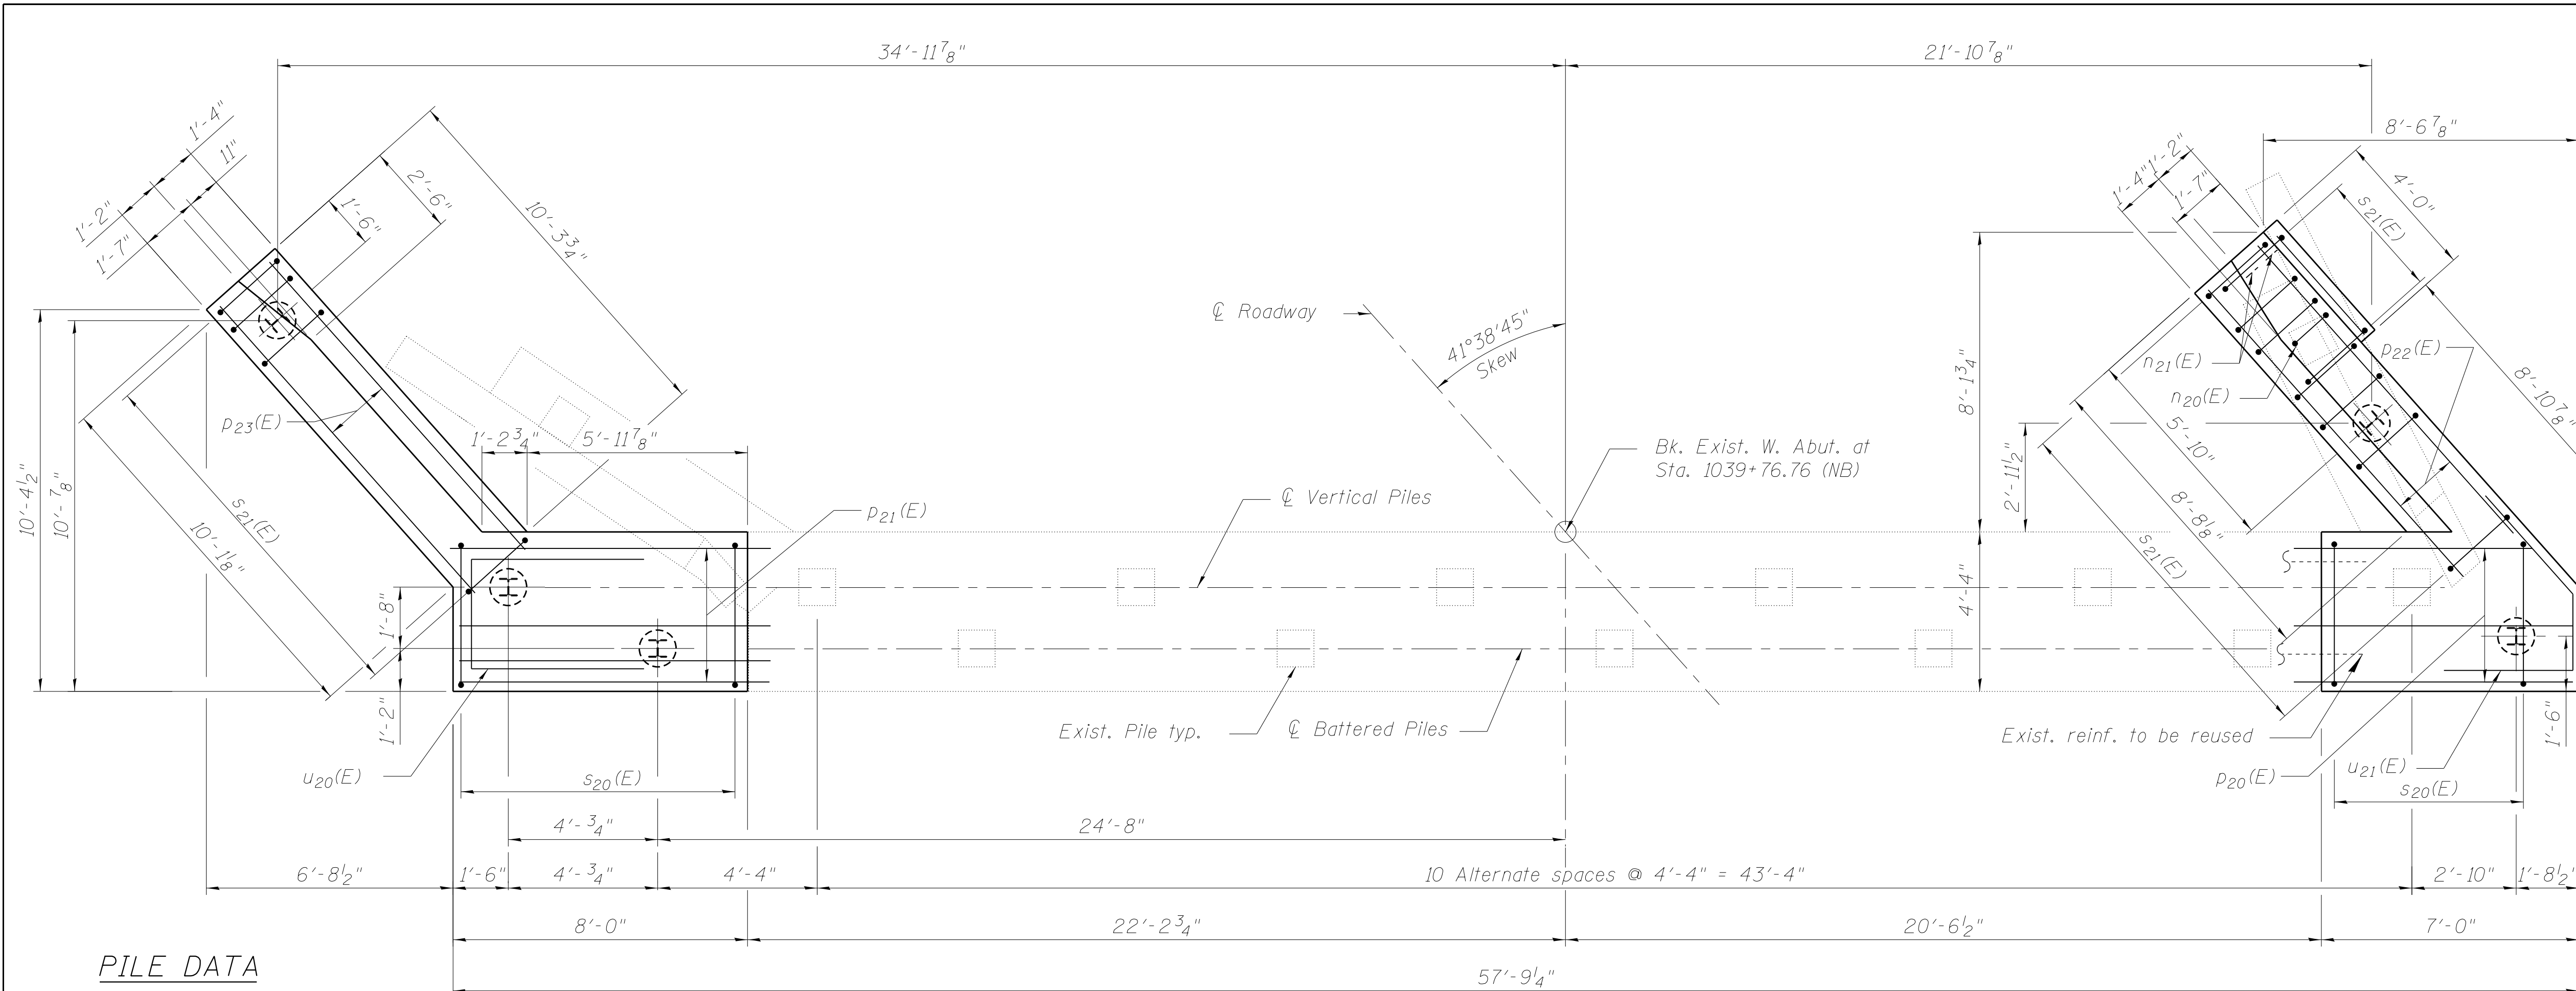 34'-11 7/8"
21'-10 7/8"
8'-6 7/8"
1'-4"
11"
1'-2"
1'-7"
2'-6"
1'-6"
10'-3 3/4"
1'-2"
1'-4"
1'-7"
4'-0"
s21(E)
℄ Roadway
41°38'45"
Skew
8'-1 3/4"
n21(E)
n20(E)
p22(E)
8'-10 7/8"
p23(E)
1'-2 3/4"
5'-11 7/8"
Bk. Exist. W. Abut. at
Sta. 1039+76.76 (NB)
℄ Vertical Piles
2'-11 1/2"
5'-10"
8'-8 1/8"
s21(E)
10'-4 1/2"
10'-7/8"
s21(E)
10'-1 1/8"
p21(E)
1'-8"
1'-2"
4'-4"
1'-6"
Exist. Pile typ.
℄ Battered Piles
Exist. reinf. to be reused
u20(E)
s20(E)
p20(E)
u21(E)
s20(E)
4'-3/4"
24'-8"
6'-8 1/2"
1'-6"
4'-3/4"
4'-4"
10 Alternate spaces @ 4'-4" = 43'-4"
2'-10"
1'-8 1/2"
8'-0"
22'-2 3/4"
20'-6 1/2"
7'-0"
PILE DATA
57'-9 1/4"